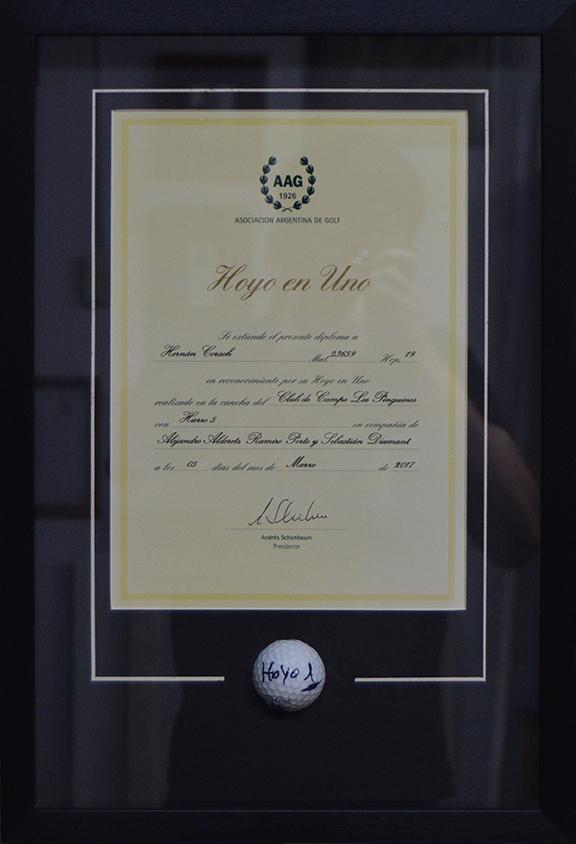 AAG
1926
ASOCIACION ARGENTINA DE GOLF
Hoyo en Uno
Se extiende el presente diploma a
Hernán Corach Mat. 23659 Hcp. 19
en reconocimiento por su Hoyo en Uno
realizado en la cancha del Club de Campo Los Pinguinos
con Hierro 5 en compañía de
Alejandro Aldereta Ramiro Porto y Sebastián Diamant
a los 05 días del mes de Marzo de 2017
Andrés Schonbaum
Presidente
Hoyo 1